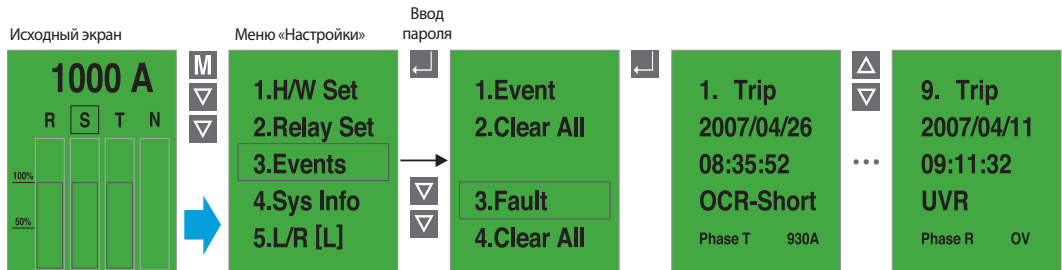 Исходный экран
1000 A
R S T N
100%
50%
M
Меню «Настройки»
1.H/W Set
2.Relay Set
3.Events
4.Sys Info
5.L/R [L]
Ввод
пароля
1.Event
2.Clear All
3.Fault
4.Clear All
1. Trip
2007/04/26
08:35:52
OCR-Short
Phase T 930A
...
9. Trip
2007/04/11
09:11:32
UVR
Phase R OV